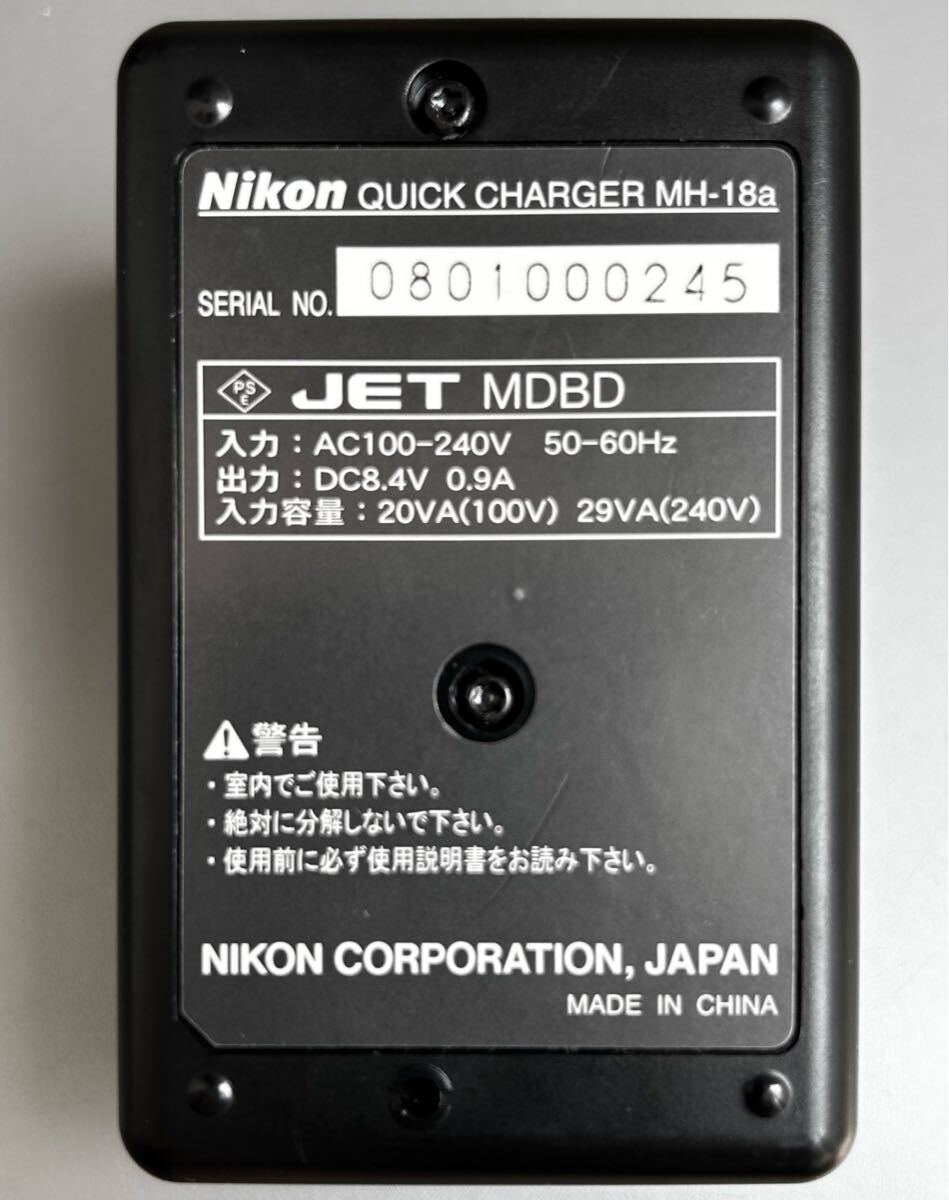 Nikon QUICK CHARGER MH-18a
SERIAL NO. 0801000245
PSE JET MDBD
入力：AC100-240V 50-60Hz
出力：DC8.4V 0.9A
入力容量：20VA(100V) 29VA(240V)
警告
・室内でご使用下さい。
・絶対に分解しないで下さい。
・使用前に必ず使用説明書をお読み下さい。
NIKON CORPORATION, JAPAN
MADE IN CHINA